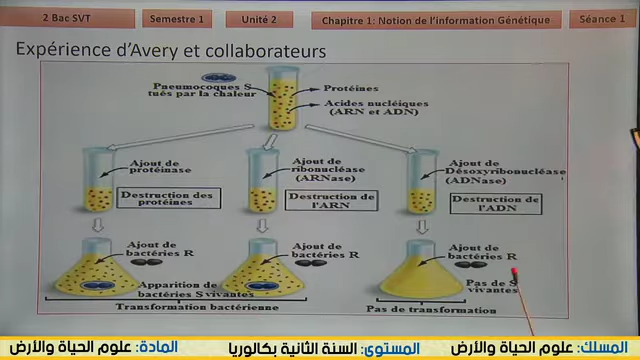 2 Bac SVT
Semestre 1
Unité 2
Chapitre 1: Notion de l'information Génétique
Séance 1
Expérience d'Avery et collaborateurs
Pneumocoques S
tués par la chaleur
Protéines
Acides nucléiques
(ARN et ADN)
Ajout de
protéinase
Destruction des
protéines
Ajout de
ribonucléase
(ARNase)
Destruction de
l'ARN
Ajout de
Désoxyribonucléase
(ADNase)
Destruction de
l'ADN
Ajout de
bactéries R
Apparition de
bactéries S vivantes
Ajout de
bactéries R
Ajout de
bactéries R
Pas de S
vivantes
Transformation bactérienne
Pas de transformation
المسلك: علوم الحياة والأرض
المستوى: السنة الثانية بكالوريا
المادة: علوم الحياة والأرض